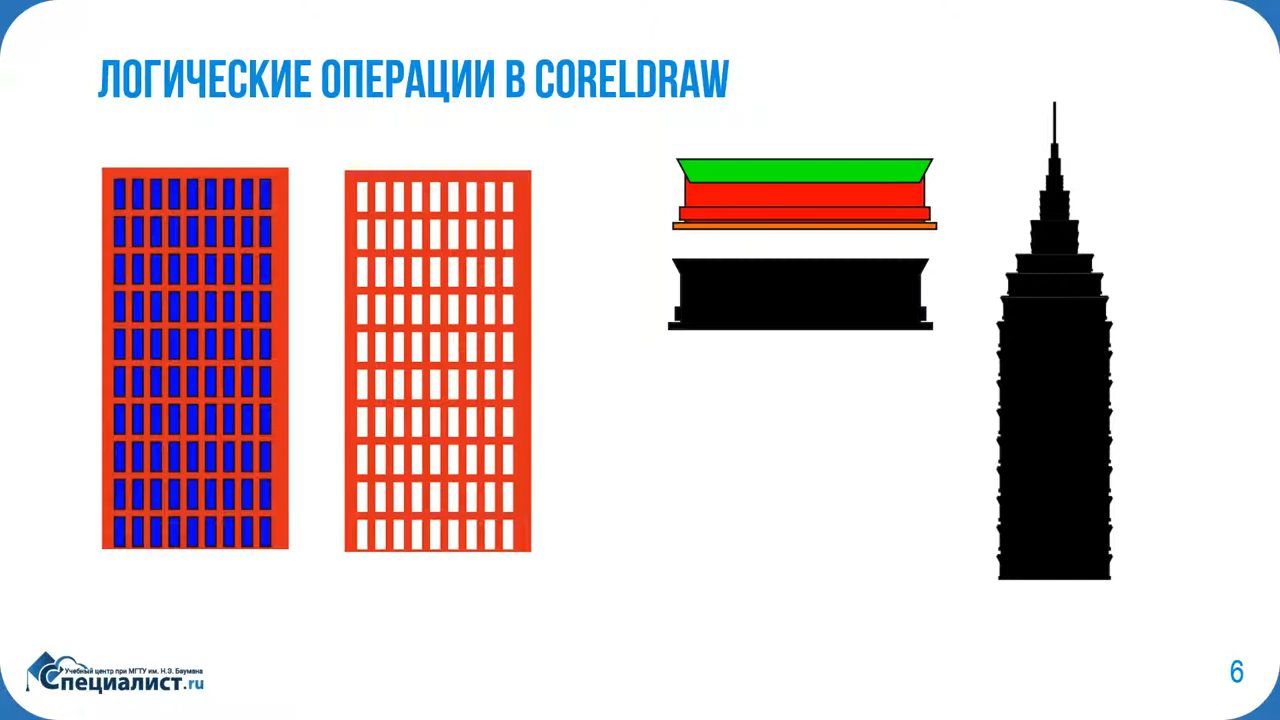 ЛОГИЧЕСКИЕ ОПЕРАЦИИ В CORELDRAW
Учебный центр при МГТУ им. Н.Э. Баумана
Специалист.ru
6